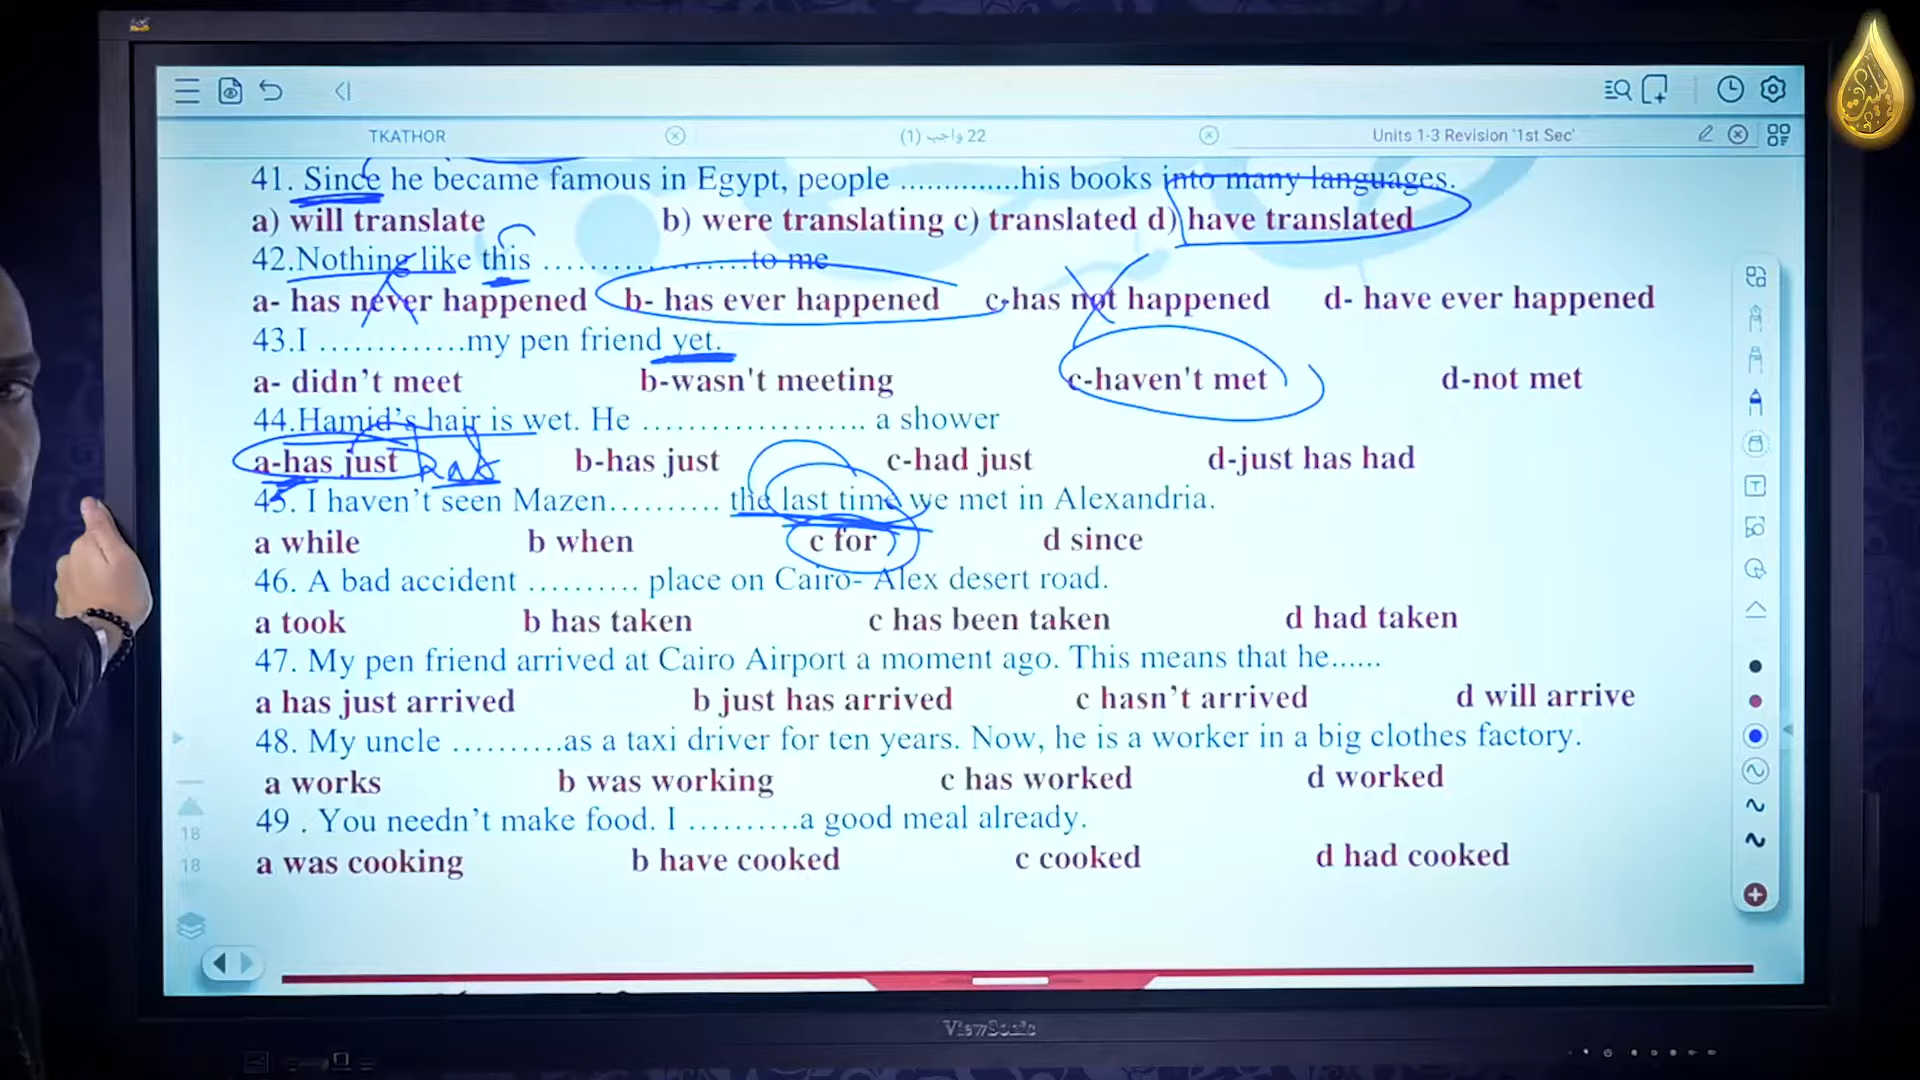 TKATHOR
22 واجب (1)
Units 1-3 Revision '1st Sec'
41. Since he became famous in Egypt, people .............his books into many languages.
a) will translate b) were translating c) translated d) have translated
42.Nothing like this .....................to me
a- has never happened b- has ever happened c-has not happened d- have ever happened
43.I ..............my pen friend yet.
a- didn't meet b-wasn't meeting c-haven't met d-not met
44.Hamid's hair is wet. He ..................... a shower
a-has just had b-has just c-had just d-just has had
45. I haven't seen Mazen.......... the last time we met in Alexandria.
a while b when c for d since
46. A bad accident .......... place on Cairo- Alex desert road.
a took b has taken c has been taken d had taken
47. My pen friend arrived at Cairo Airport a moment ago. This means that he......
a has just arrived b just has arrived c hasn't arrived d will arrive
48. My uncle ..........as a taxi driver for ten years. Now, he is a worker in a big clothes factory.
a works b was working c has worked d worked
49 . You needn't make food. I ..........a good meal already.
a was cooking b have cooked c cooked d had cooked
18
18
ViewSonic